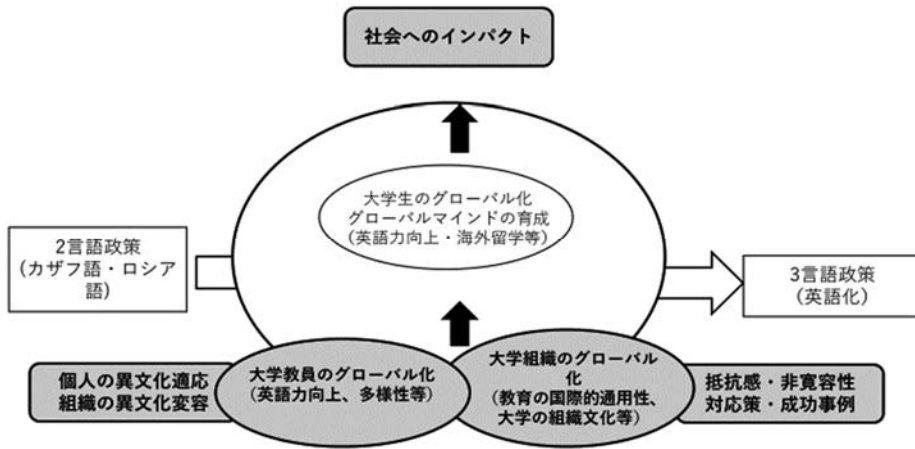 社会へのインパクト
大学生のグローバル化
グローバルマインドの育成
(英語力向上・海外留学等)
2言語政策
(カザフ語・ロシア
語)
3言語政策
(英語化)
個人の異文化適応
組織の異文化変容
大学教員のグローバル化
(英語力向上、多様性等)
大学組織のグローバル
化
(教育の国際的通用性、
大学の組織文化等)
抵抗感・非寛容性
対応策・成功事例